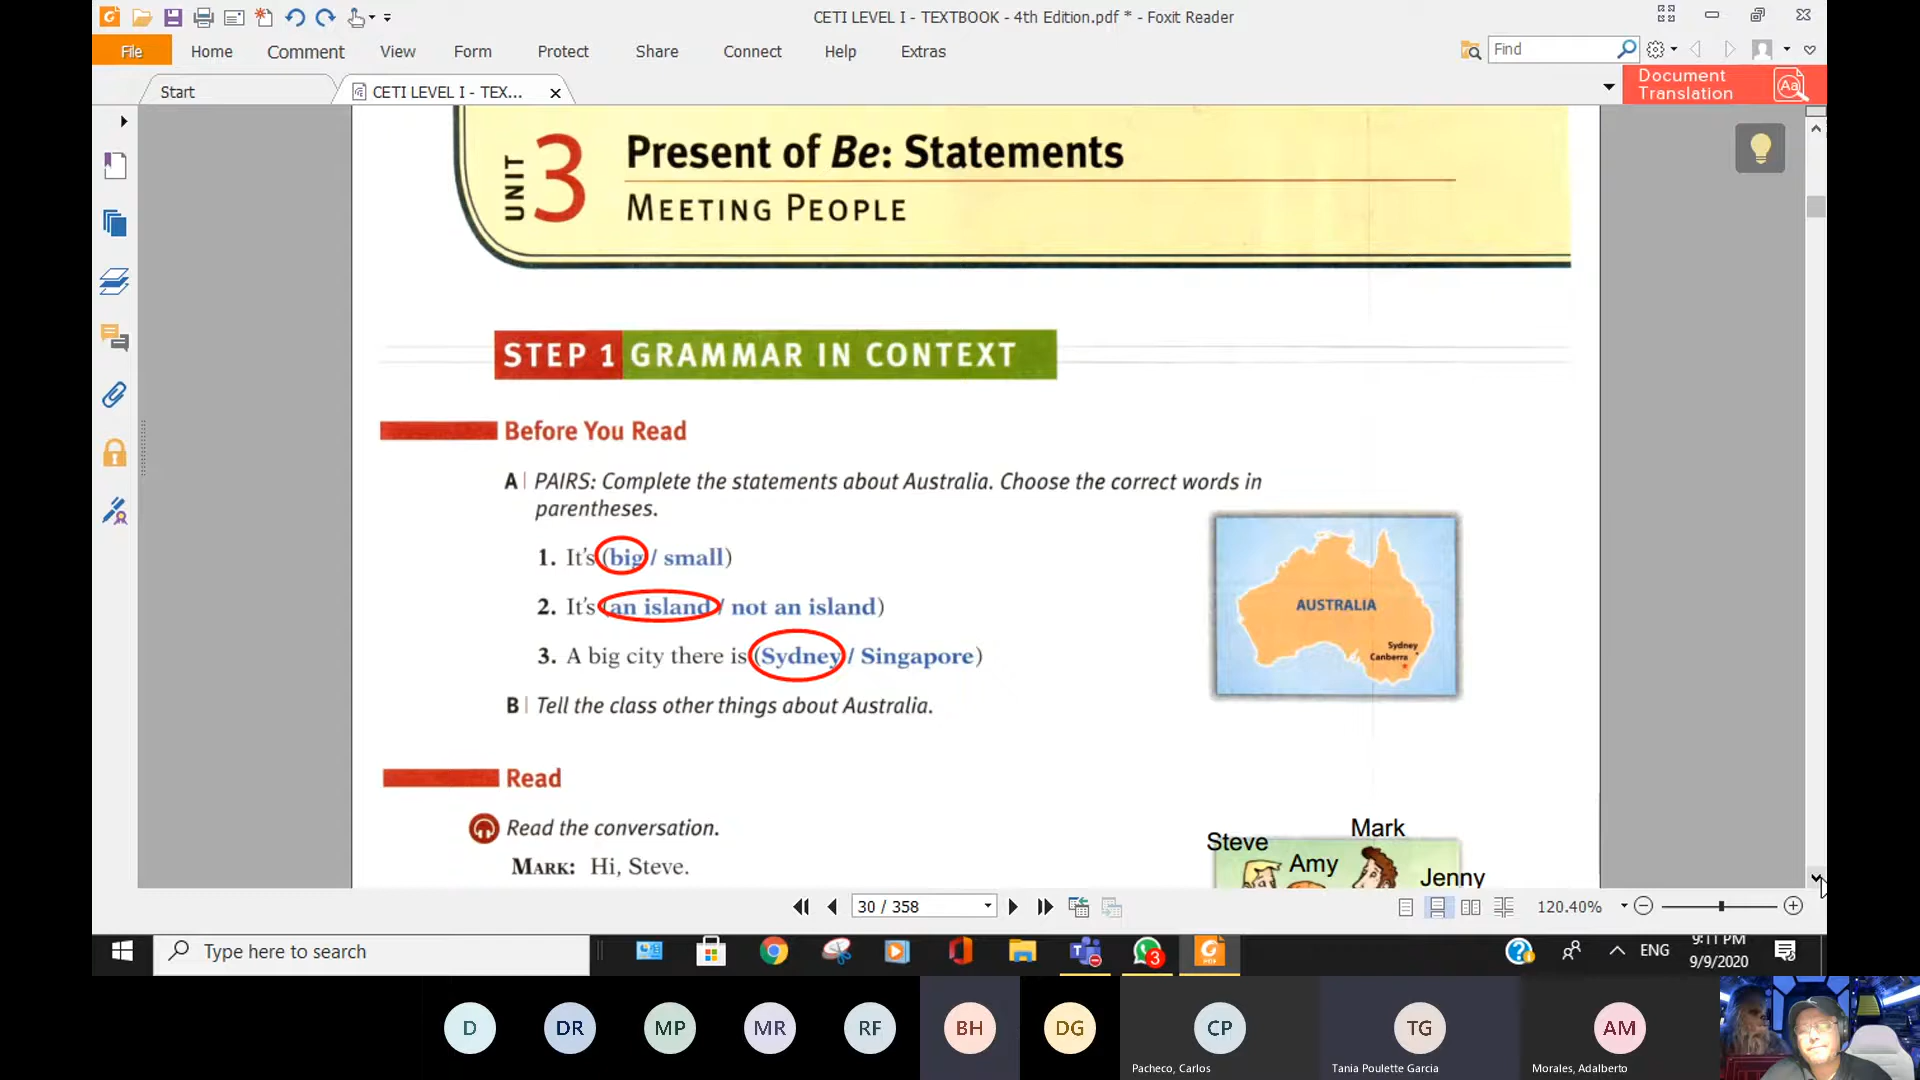 CETI LEVEL I - TEXTBOOK - 4th Edition.pdf * - Foxit Reader
File Home Comment View Form Protect Share Connect Help Extras
Find
Start
CETI LEVEL I - TEX...
Document
Translation
UNIT 3
Present of Be: Statements
MEETING PEOPLE
STEP 1 GRAMMAR IN CONTEXT
Before You Read
A | PAIRS: Complete the statements about Australia. Choose the correct words in
parentheses.
1. It's (big / small)
2. It's (an island / not an island)
3. A big city there is (Sydney / Singapore)
B | Tell the class other things about Australia.
AUSTRALIA
Sydney
Canberra
Read
Read the conversation.
MARK: Hi, Steve.
Steve
Mark
Amy
Jenny
30 / 358
120.40%
Type here to search
3
ENG
9:11 PM
9/9/2020
D DR MP MR RF BH DG CP TG AM
Pacheco, Carlos
Tania Poulette Garcia
Morales, Adalberto